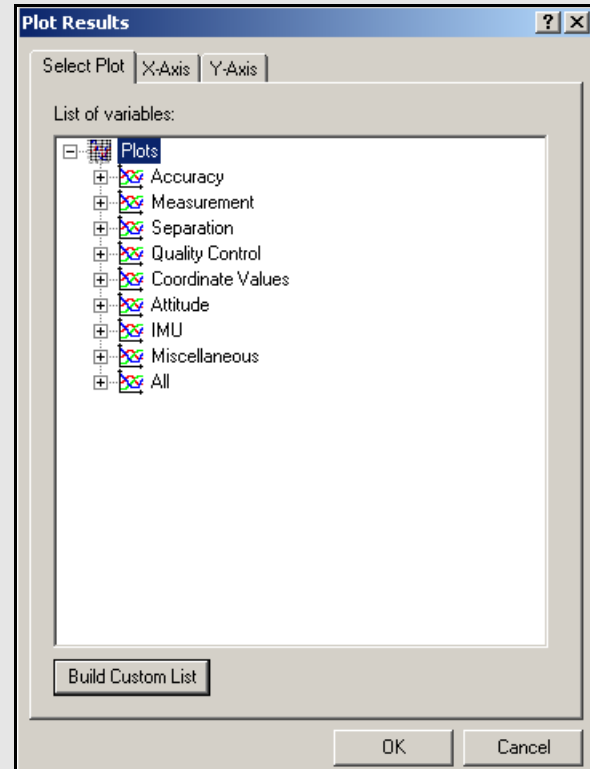 Plot Results
Select Plot X-Axis Y-Axis
List of variables:
Plots
Accuracy
Measurement
Separation
Quality Control
Coordinate Values
Attitude
IMU
Miscellaneous
All
Build Custom List
OK Cancel